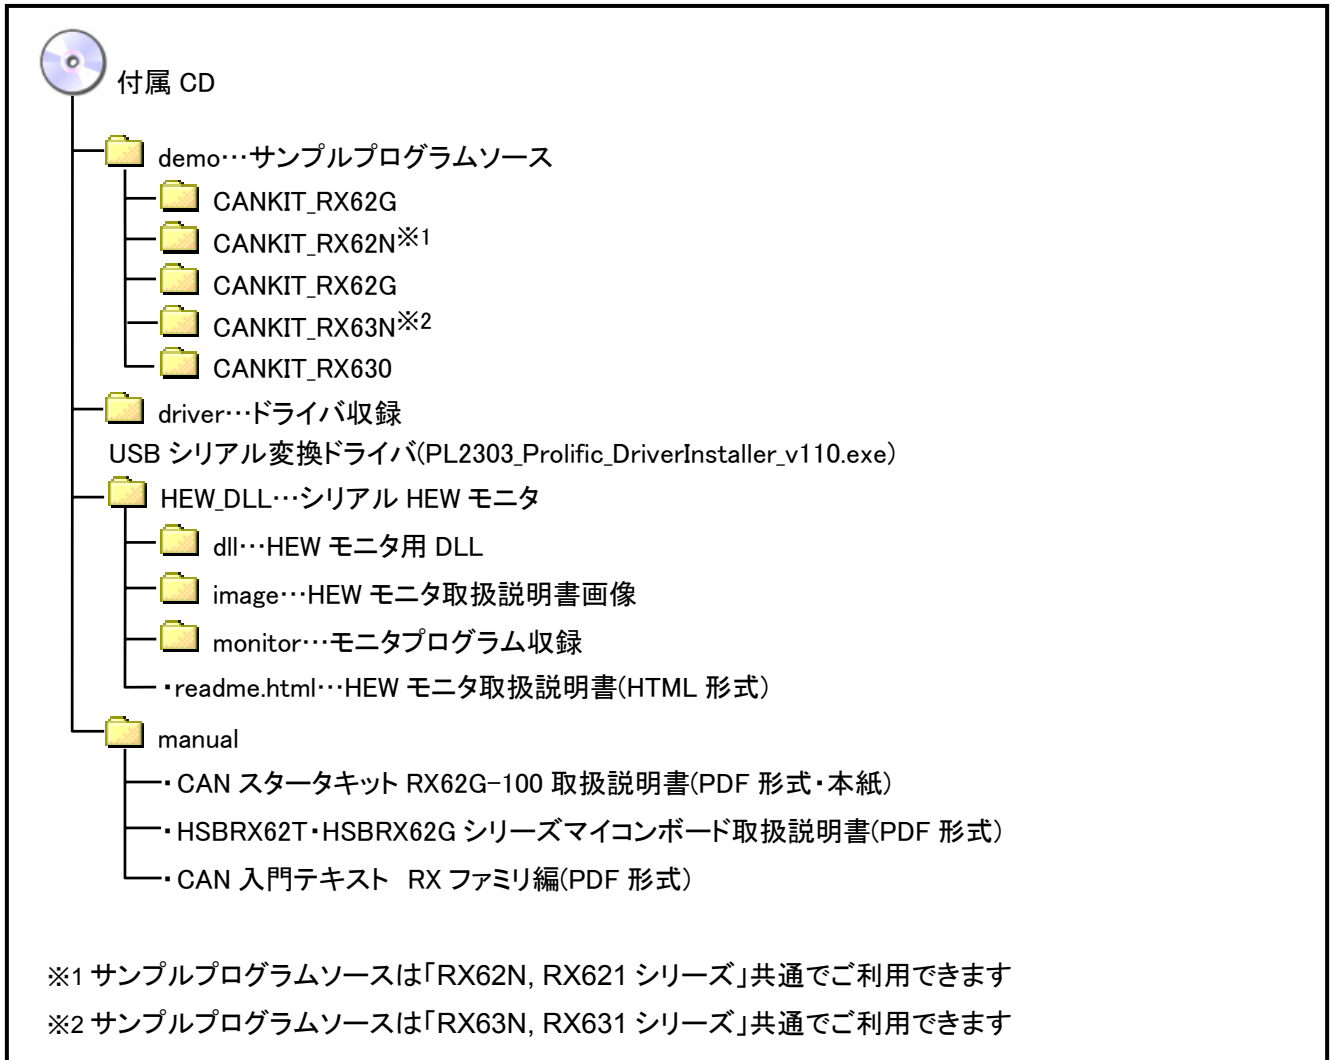 付属 CD
demo…サンプルプログラムソース
CANKIT_RX62G
CANKIT_RX62N※1
CANKIT_RX62G
CANKIT_RX63N※2
CANKIT_RX630
driver…ドライバ収録
USB シリアル変換ドライバ(PL2303_Prolific_DriverInstaller_v110.exe)
HEW_DLL…シリアル HEW モニタ
dll…HEW モニタ用 DLL
image…HEW モニタ取扱説明書画像
monitor…モニタプログラム収録
・readme.html…HEW モニタ取扱説明書(HTML 形式)
manual
・CAN スタータキット RX62G-100 取扱説明書(PDF 形式・本紙)
・HSBRX62T・HSBRX62G シリーズマイコンボード取扱説明書(PDF 形式)
・CAN 入門テキスト　RX ファミリ編(PDF 形式)
※1 サンプルプログラムソースは「RX62N, RX621 シリーズ」共通でご利用できます
※2 サンプルプログラムソースは「RX63N, RX631 シリーズ」共通でご利用できます